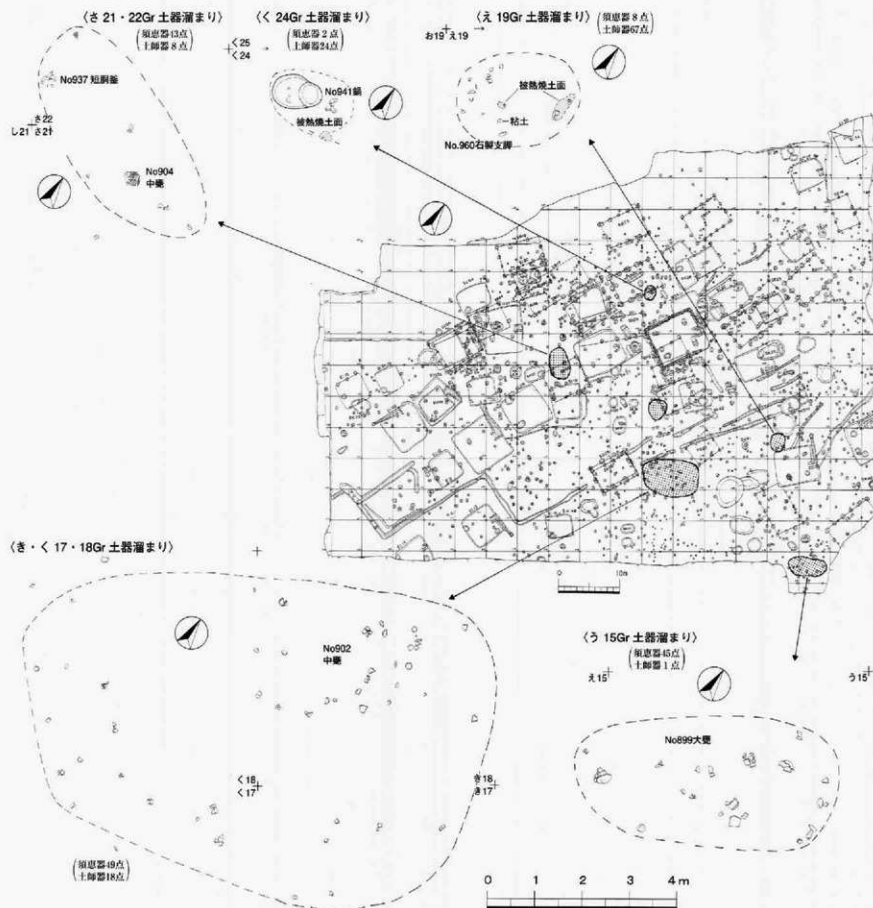 〈さ 21・22Gr 土器溜まり〉
(須恵器43点
土師器 8点)
No937 短胴釜
さ22
し21 さ21
No904
中甕
〈く 24Gr 土器溜まり〉
(須恵器 2点
土師器24点)
く25
く24
No941鍋
被熱焼土面
〈え 19Gr 土器溜まり〉
(須恵器 8点
土師器67点)
お19 え19
被熱焼土面
粘土
No.960石製支脚
0 10m
〈き・く 17・18Gr 土器溜まり〉
No902
中甕
く18
く17
き18
き17
(須恵器49点
土師器18点)
〈う 15Gr 土器溜まり〉
(須恵器45点
土師器 1点)
え15
う15
No899大甕
0 1 2 3 4 m